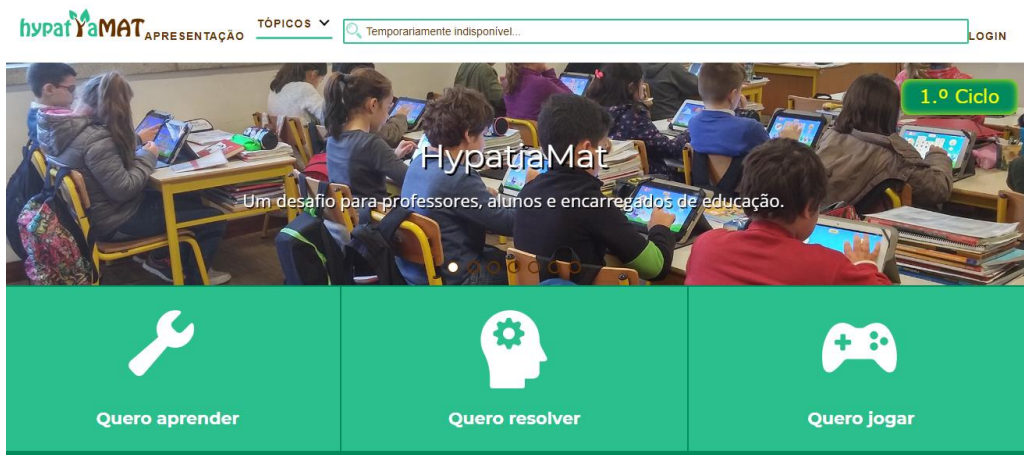 hypatiaMAT
APRESENTAÇÃO
TÓPICOS
Temporariamente indisponível...
LOGIN
1.º Ciclo
HypatiaMat
Um desafio para professores, alunos e encarregados de educação.
Quero aprender
Quero resolver
Quero jogar